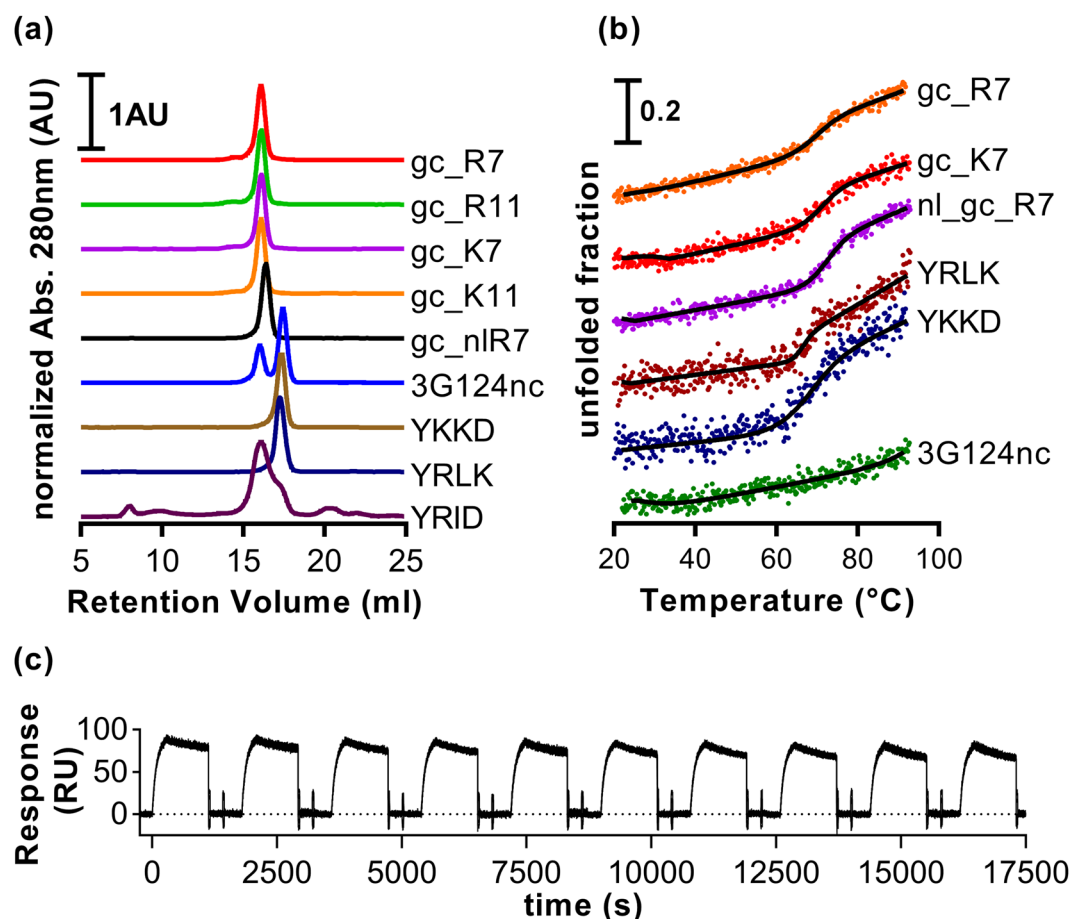 (a)
normalized Abs. 280nm (AU)
1AU
gc_R7
gc_R11
gc_K7
gc_K11
gc_nlR7
3G124nc
YKKD
YRLK
YRID
5 10 15 20 25
Retention Volume (ml)
(b)
unfolded fraction
0.2
gc_R7
gc_K7
nl_gc_R7
YRLK
YKKD
3G124nc
20 40 60 80 100
Temperature (°C)
(c)
Response
(RU)
100
50
0
0 2500 5000 7500 10000 12500 15000 17500
time (s)